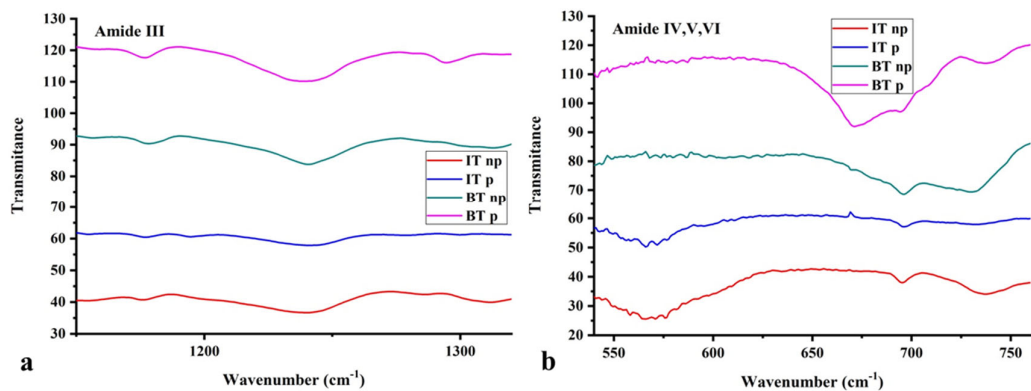 Amide III
130
120
110
100
90
80
70
60
50
40
30
Transmitance
IT np
IT p
BT np
BT p
1200
1300
Wavenumber (cm⁻¹)
a
Amide IV,V,VI
130
120
110
100
90
80
70
60
50
40
30
20
Transmitance
IT np
IT p
BT np
BT p
550
600
650
700
750
Wavenumber (cm⁻¹)
b